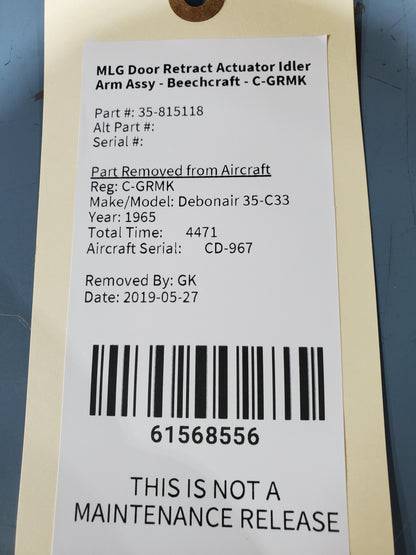 MLG Door Retract Actuator Idler
Arm Assy - Beechcraft - C-GRMK
Part #: 35-815118
Alt Part #:
Serial #:
Part Removed from Aircraft
Reg: C-GRMK
Make/Model: Debonair 35-C33
Year: 1965
Total Time: 4471
Aircraft Serial: CD-967
Removed By: GK
Date: 2019-05-27
61568556
THIS IS NOT A
MAINTENANCE RELEASE